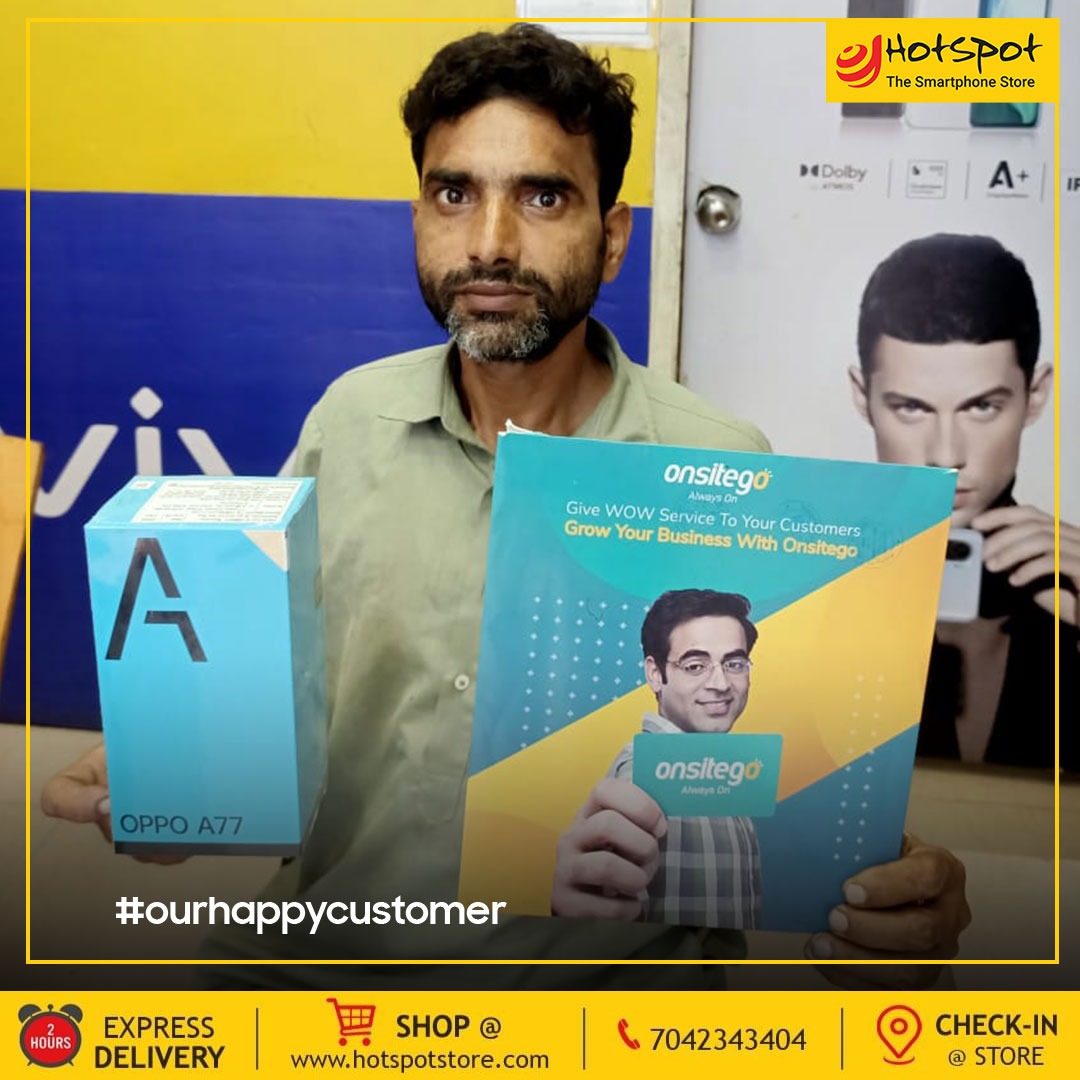 HOTSPOT
The Smartphone Store
Dolby
ATMOS
A+
vivo
onsitego
Always On
Give WOW Service To Your Customers
Grow Your Business With Onsitego
A
OPPO A77
onsitego
Always On
#ourhappycustomer
2
HOURS
EXPRESS
DELIVERY
SHOP @
www.hotspotstore.com
7042343404
CHECK-IN
@ STORE